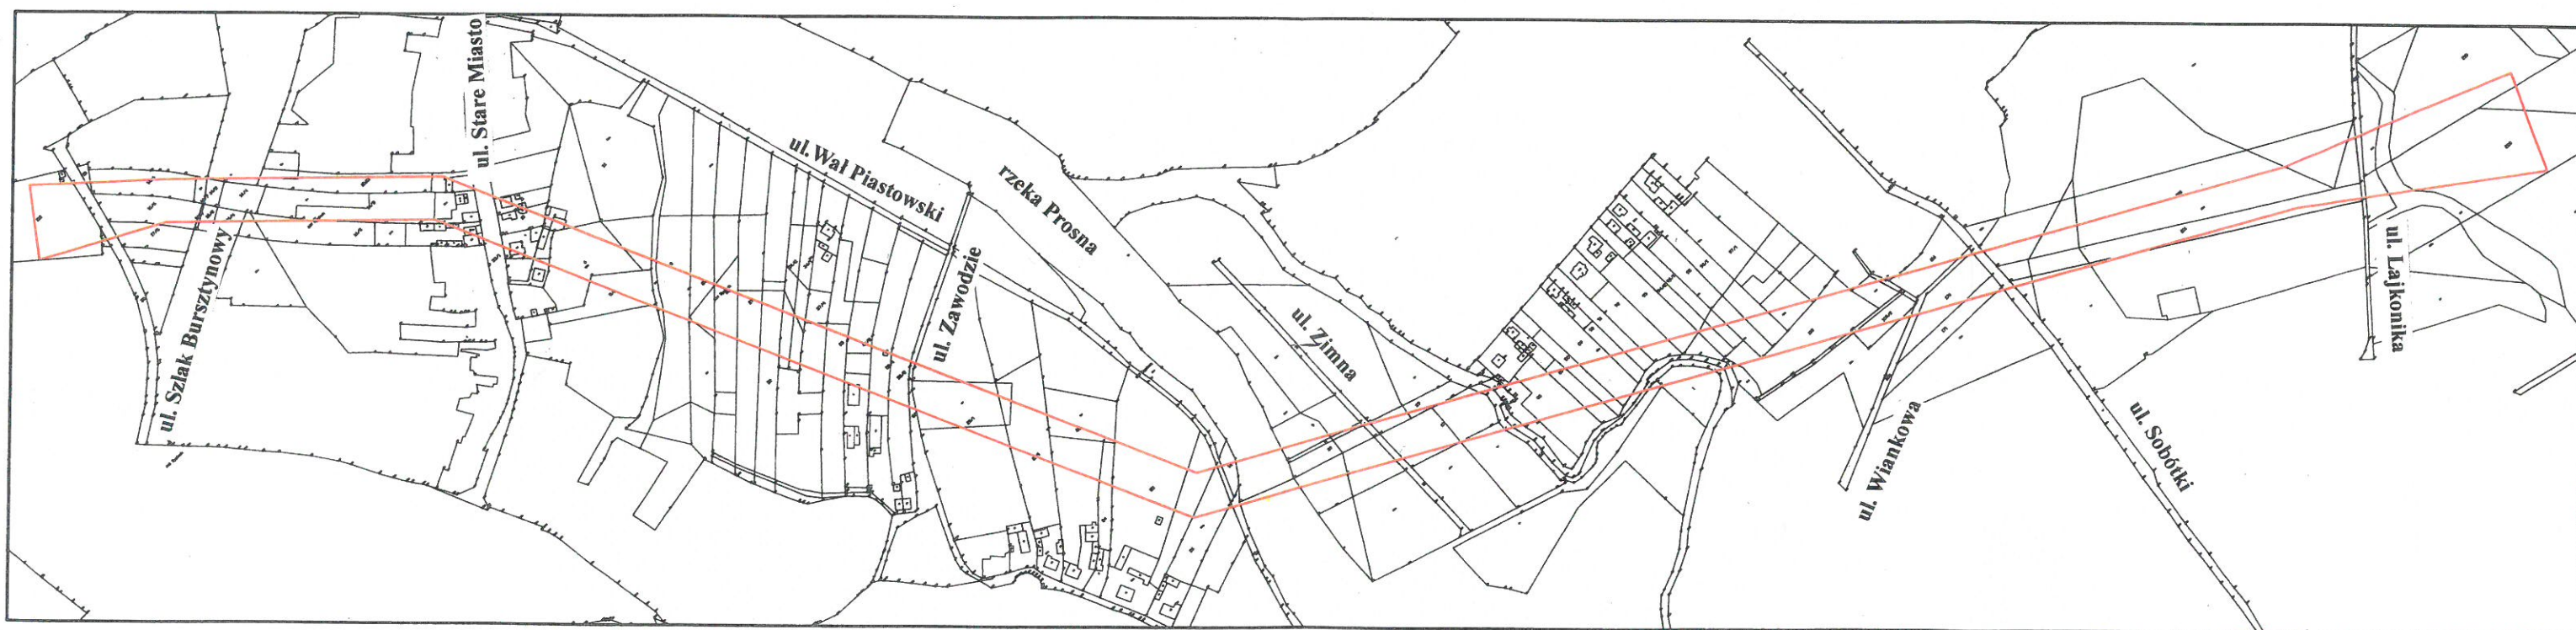 ul. Szlak Bursztynowy
ul. Stare Miasto
ul. Wał Piastowski
ul. Zawodzie
rzeka Prosna
ul. Zimna
ul. Wiankowa
ul. Sobótki
ul. Lajkonika